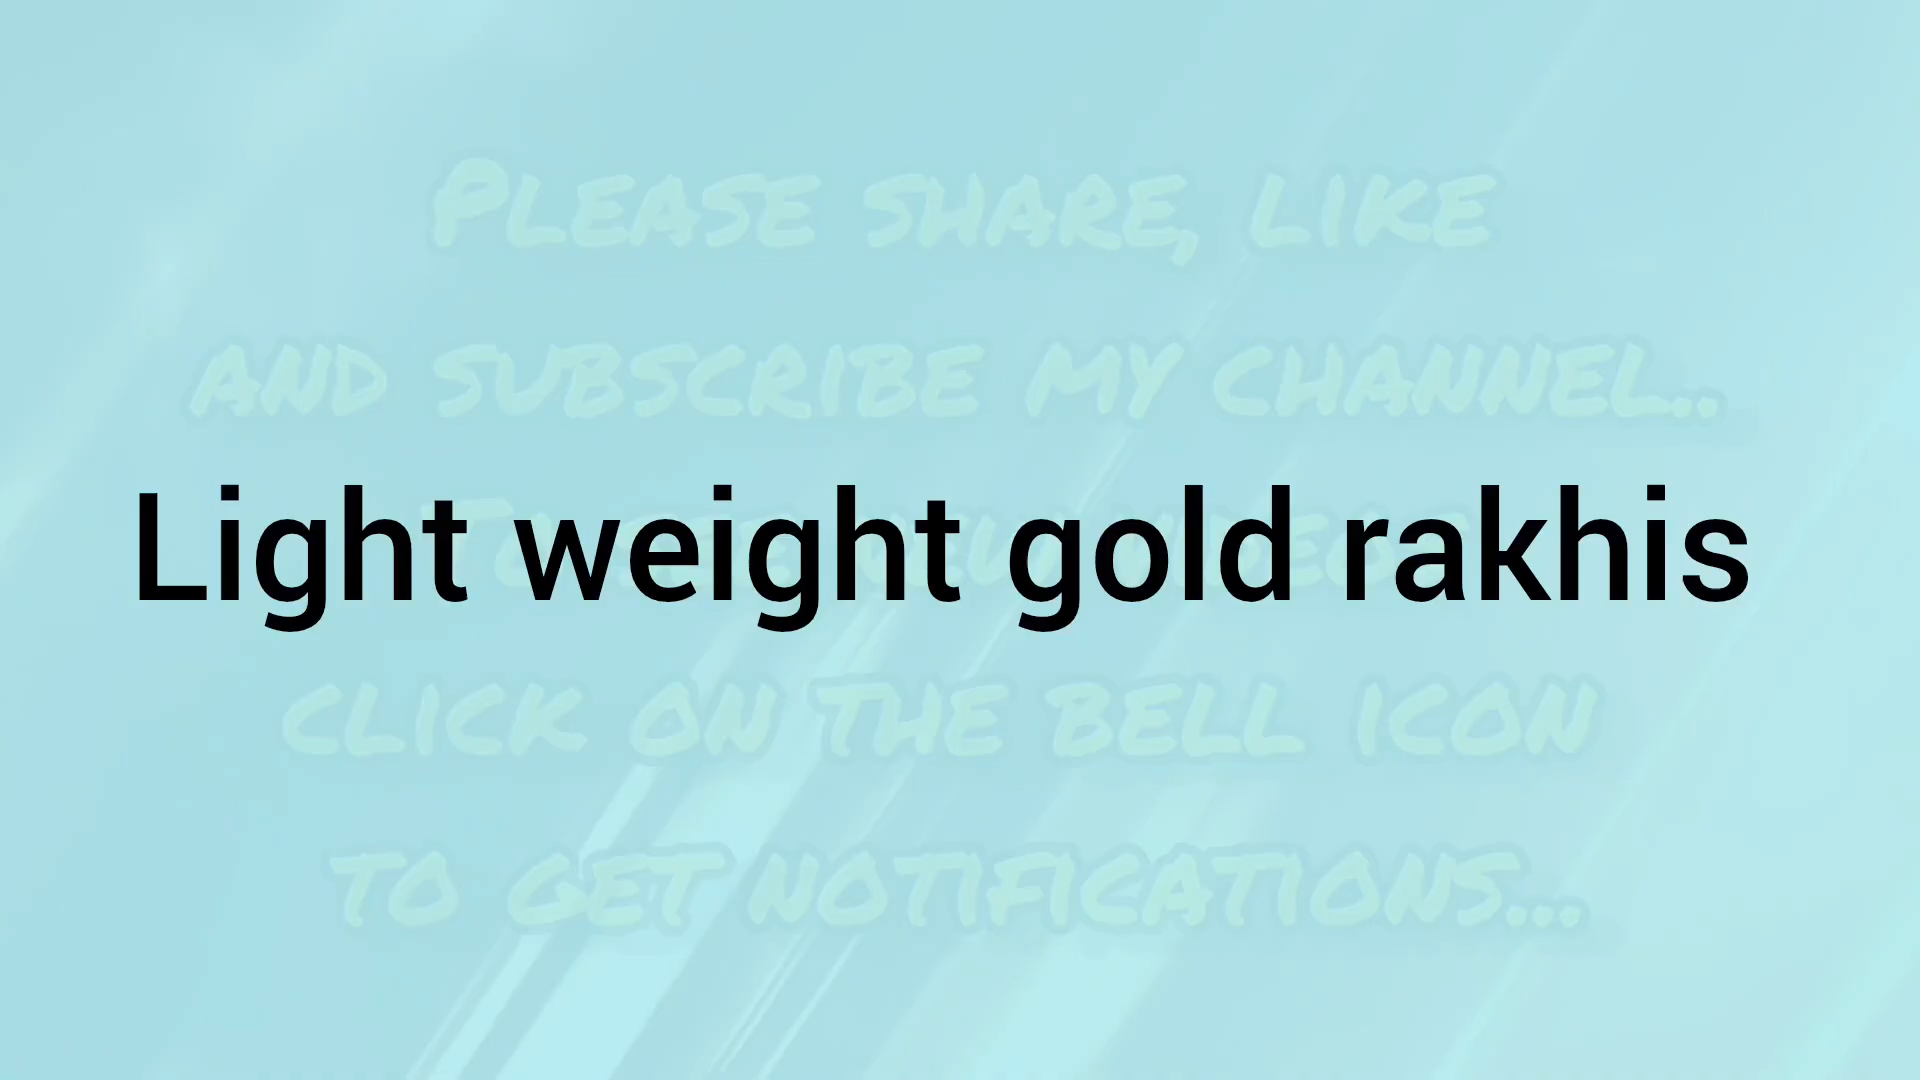 Please share, like
and subscribe my channel..
Light weight gold rakhis
click on the bell icon
to get notifications...